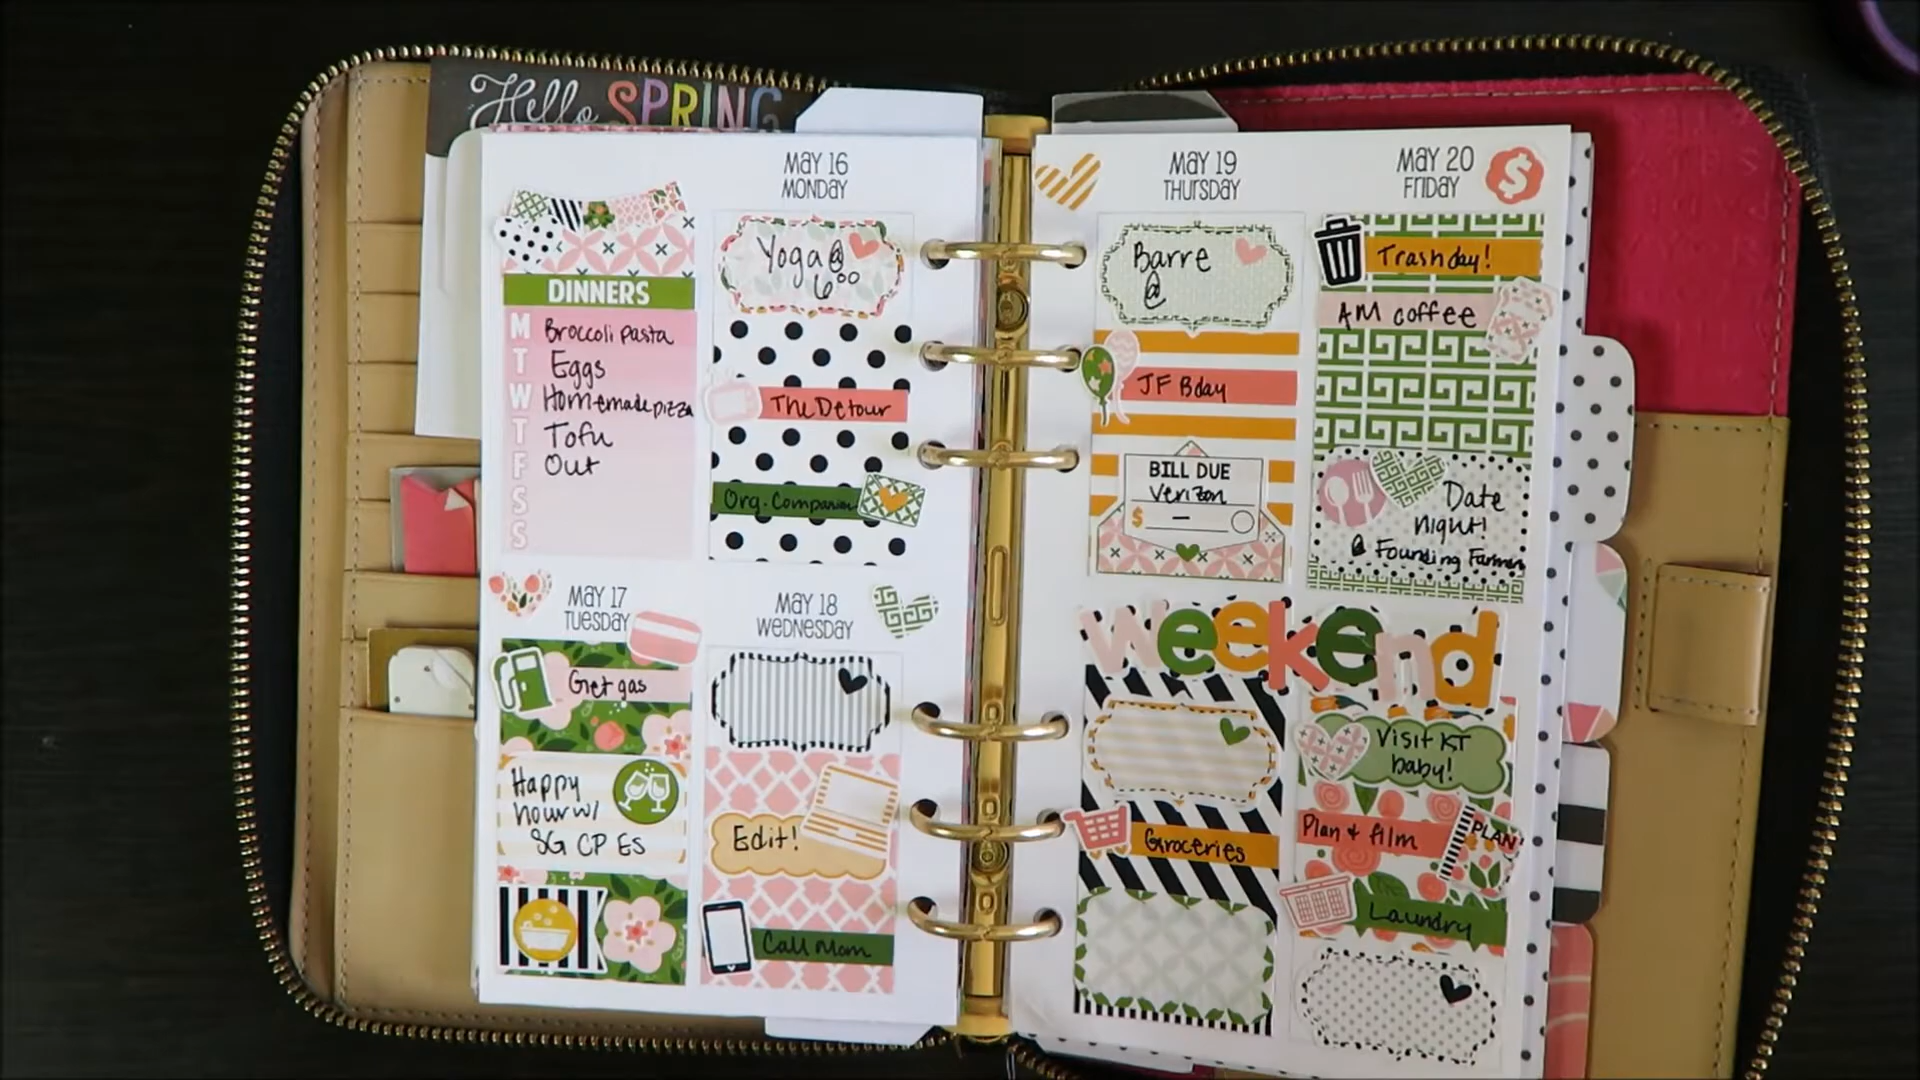 Hello SPRING
DINNERS
M Broccoli pasta
T Eggs
W Homemade pizza
T Tofu
F Out
S
S
MAY 16
MONDAY
Yoga @
6:00
The Detour
Org. Companion
MAY 17
TUESDAY
Get gas
Happy
hour w/
SG CP ES
MAY 18
WEDNESDAY
Edit!
Call Mom
MAY 19
THURSDAY
Barre
@
JF Bday
BILL DUE
Verizon
$ —
MAY 20
FRIDAY
$
Trash day!
AM coffee
Date
night!
@ Founding Farmers
weekend
Groceries
Visit KT
baby!
Plan + film
PLAN
Laundry